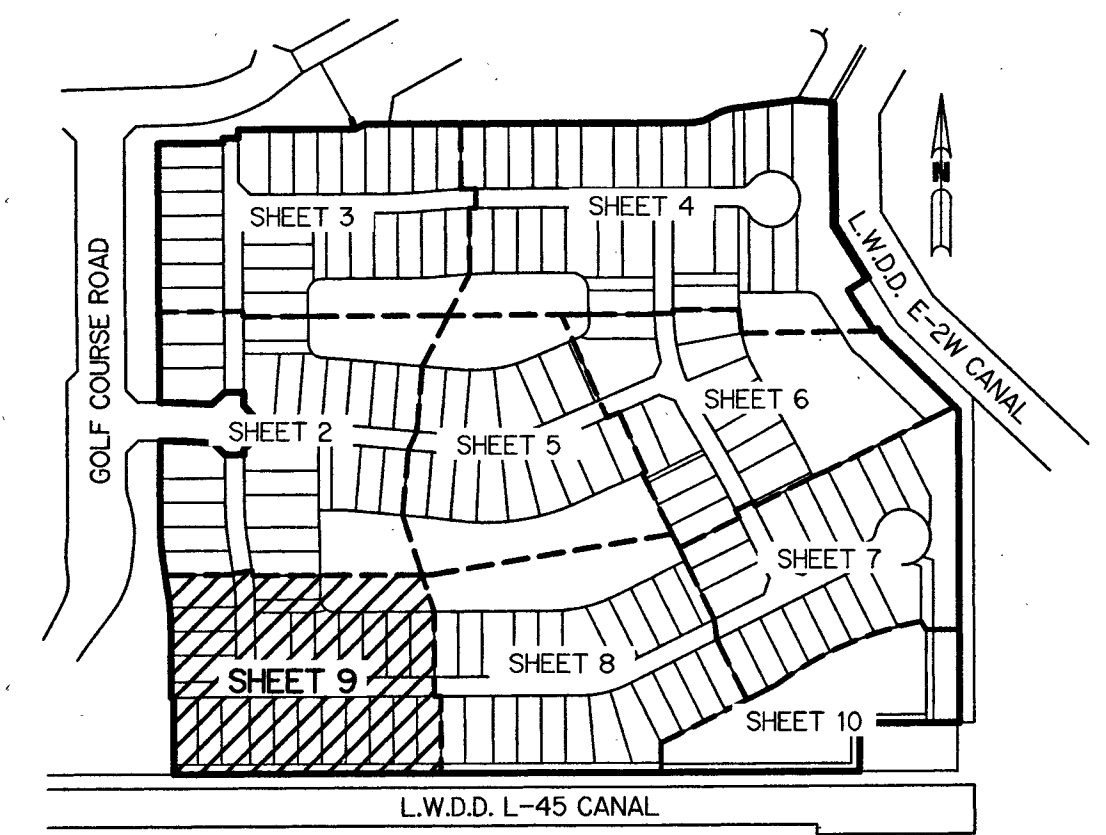 SHEET 3
SHEET 4
N
L.W.D.D. E-2W CANAL
GOLF COURSE ROAD
SHEET 6
SHEET 2
SHEET 5
SHEET 7
SHEET 8
SHEET 9
SHEET 10
L.W.D.D. L-45 CANAL